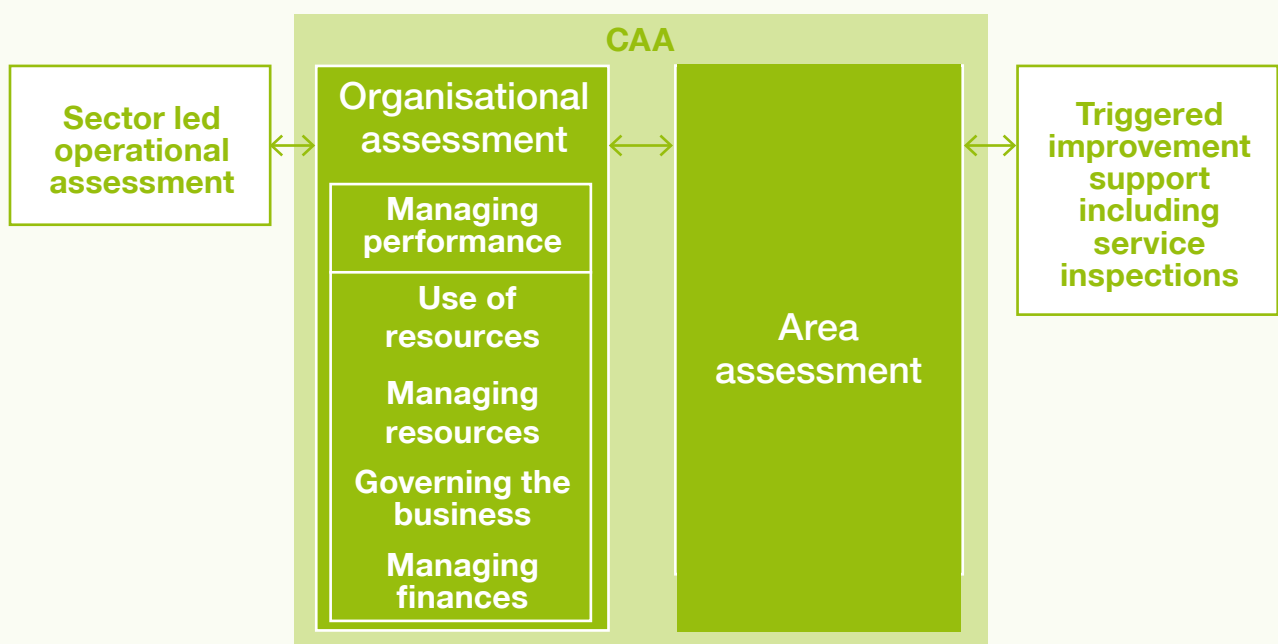 CAA
Sector led
operational
assessment
Organisational
assessment
Managing
performance
Use of
resources
Managing
resources
Governing the
business
Managing
finances
Area
assessment
Triggered
improvement
support
including
service
inspections